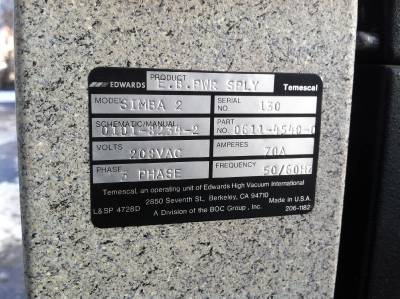 EDWARDS PRODUCT E.B.PWR SPLY Temescal
MODEL SIMBA 2 SERIAL NO. 130
SCHEMATIC/MANUAL 0101-8234-2 PART NO. 0611-4540-0
VOLTS 208VAC AMPERES 70A
PHASE 3 PHASE FREQUENCY 50/60HZ
Temescal, an operating unit of Edwards High Vacuum International
2850 Seventh St., Berkeley, CA 94710 Made in U.S.A.
L&SP 4728D A Division of the BOC Group, Inc. 206-1182